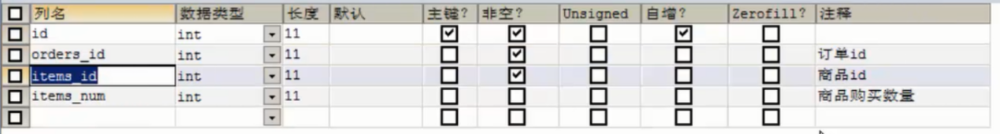 列名 数据类型 长度 默认 主键? 非空? Unsigned 自增? Zerofill? 注释
id int 11
orders_id int 11 订单id
items_id int 11 商品id
items_num int 11 商品购买数量